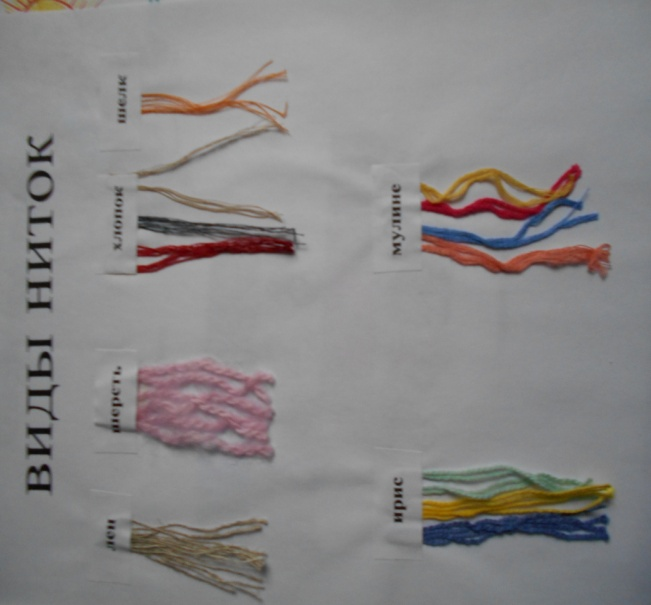 ВИДЫ НИТОК
лен
шерсть
хлопок
шелк
ирис
мулине